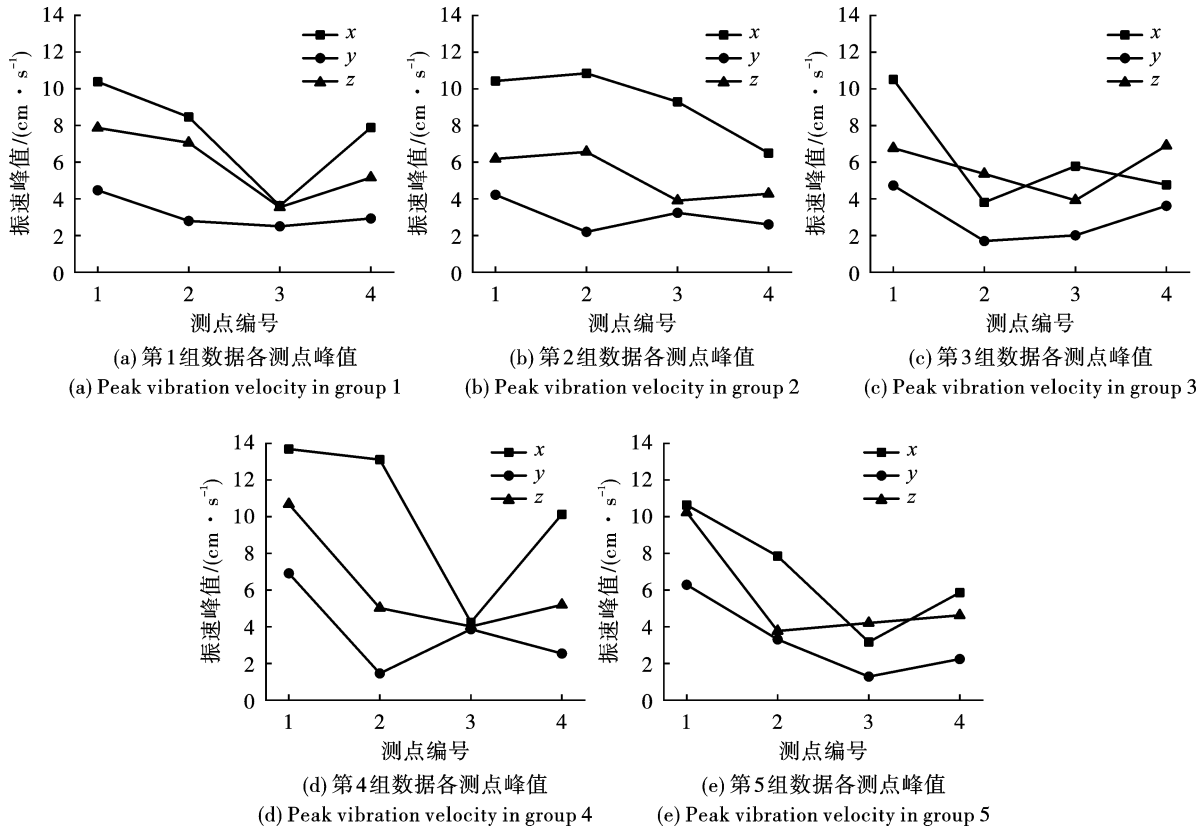 14
12
10
8
6
4
2
0
振速峰值/(cm · s⁻¹)
x
y
z
1 2 3 4
测点编号
(a) 第1组数据各测点峰值
(a) Peak vibration velocity in group 1
14
12
10
8
6
4
2
0
振速峰值/(cm · s⁻¹)
x
y
z
1 2 3 4
测点编号
(b) 第2组数据各测点峰值
(b) Peak vibration velocity in group 2
14
12
10
8
6
4
2
0
振速峰值/(cm · s⁻¹)
x
y
z
1 2 3 4
测点编号
(c) 第3组数据各测点峰值
(c) Peak vibration velocity in group 3
14
12
10
8
6
4
2
0
振速峰值/(cm · s⁻¹)
x
y
z
1 2 3 4
测点编号
(d) 第4组数据各测点峰值
(d) Peak vibration velocity in group 4
14
12
10
8
6
4
2
0
振速峰值/(cm · s⁻¹)
x
y
z
1 2 3 4
测点编号
(e) 第5组数据各测点峰值
(e) Peak vibration velocity in group 5